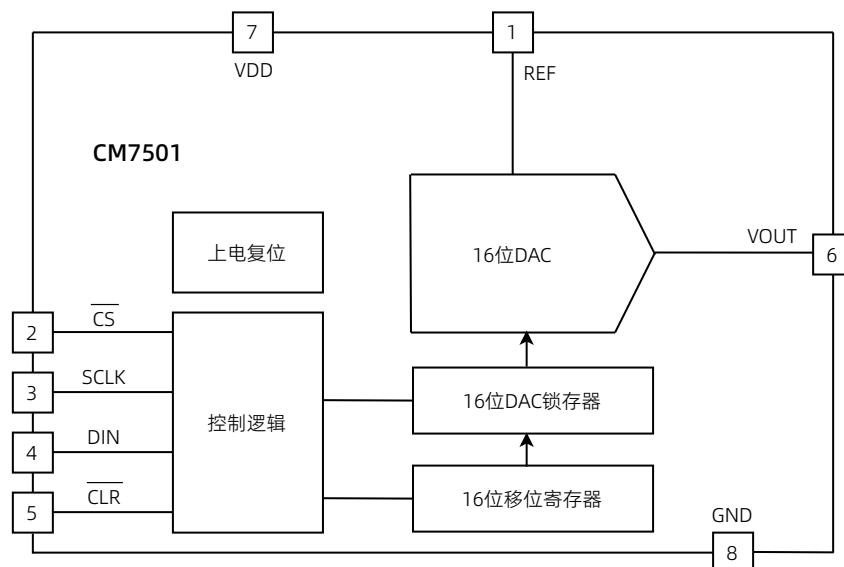 7
1
VDD
REF
CM7501
上电复位
16位DAC
VOUT
6
2
CS
3
SCLK
16位DAC锁存器
控制逻辑
4
DIN
5
CLR
16位移位寄存器
GND
8